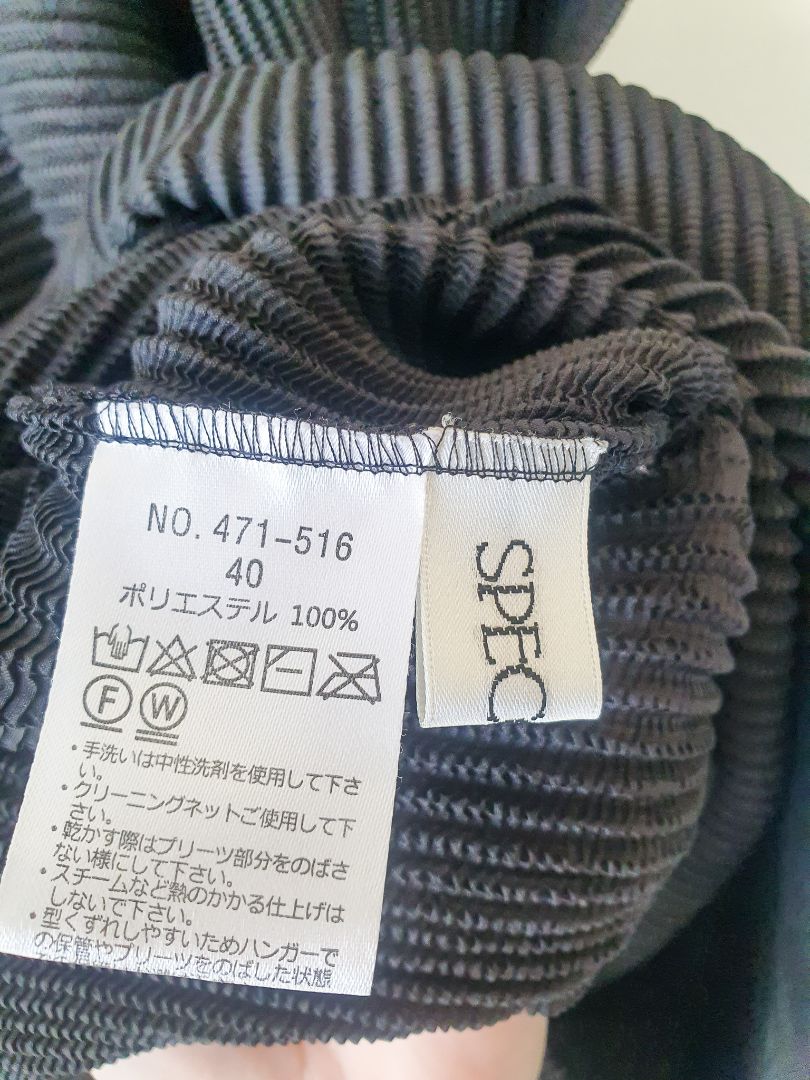 NO. 471-516
40
ポリエステル 100%
F W
・手洗いは中性洗剤を使用して下さ
い。
・クリーニングネットご使用して下
さい。
・乾かす際はプリーツ部分をのばさ
ない様にして下さい。
・スチームなど熱のかかる仕上げは
しないで下さい。
・型くずれしやすいためハンガーで
の保管やプリーツをのばした状態
SPEC